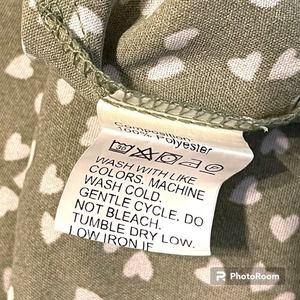 Composition
100% Polyester
WASH WITH LIKE
COLORS. MACHINE
WASH COLD.
GENTLE CYCLE. DO
NOT BLEACH.
TUMBLE DRY LOW.
LOW IRON IF
PhotoRoom